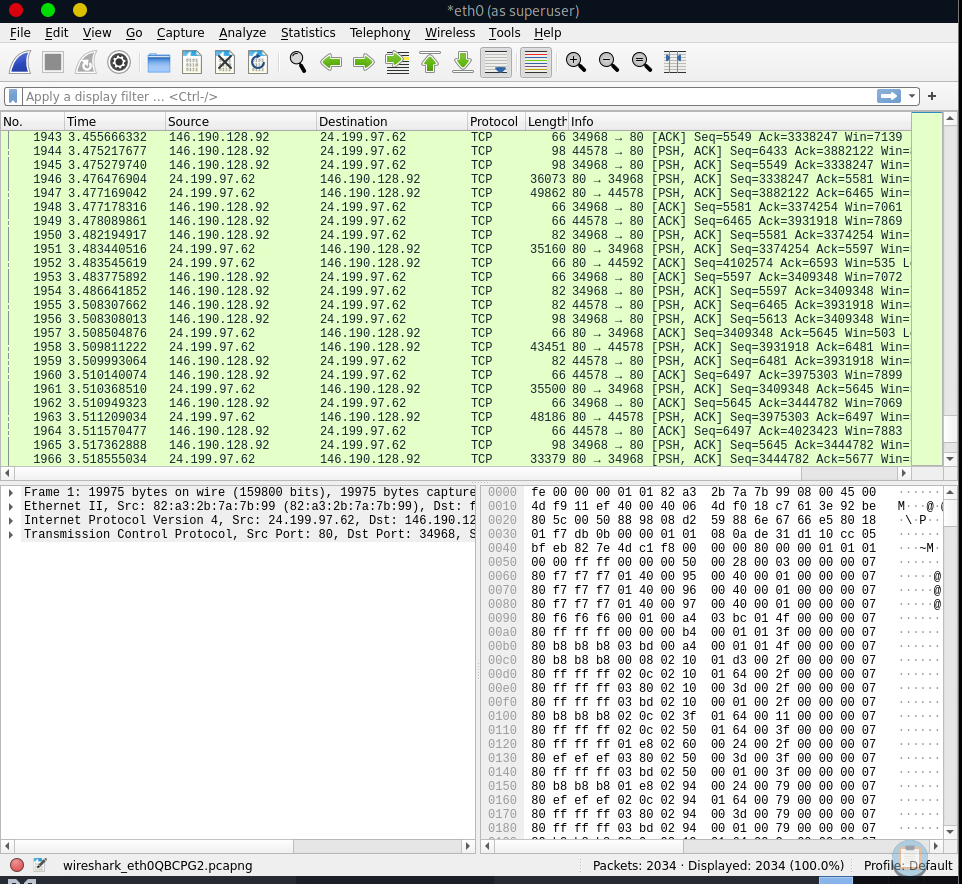 *eth0 (as superuser)
File Edit View Go Capture Analyze Statistics Telephony Wireless Tools Help
Apply a display filter ... <Ctrl-/>
No. Time Source Destination Protocol Length Info
1943 3.455666332 146.190.128.92 24.199.97.62 TCP 66 34968 → 80 [ACK] Seq=5549 Ack=3338247 Win=7139
1944 3.475217677 146.190.128.92 24.199.97.62 TCP 98 44578 → 80 [PSH, ACK] Seq=6433 Ack=3882122 Win=
1945 3.475279740 146.190.128.92 24.199.97.62 TCP 98 34968 → 80 [PSH, ACK] Seq=5549 Ack=3338247 Win=
1946 3.476476904 24.199.97.62 146.190.128.92 TCP 36073 80 → 34968 [PSH, ACK] Seq=3338247 Ack=5581 Win=
1947 3.477169042 24.199.97.62 146.190.128.92 TCP 49862 80 → 44578 [PSH, ACK] Seq=3882122 Ack=6465 Win=
1948 3.477178316 146.190.128.92 24.199.97.62 TCP 66 34968 → 80 [ACK] Seq=5581 Ack=3374254 Win=7061
1949 3.478089861 146.190.128.92 24.199.97.62 TCP 66 44578 → 80 [ACK] Seq=6465 Ack=3931918 Win=7869
1950 3.482194917 146.190.128.92 24.199.97.62 TCP 82 34968 → 80 [PSH, ACK] Seq=5581 Ack=3374254 Win=
1951 3.483440516 24.199.97.62 146.190.128.92 TCP 35160 80 → 34968 [PSH, ACK] Seq=3374254 Ack=5597 Win=
1952 3.483545619 24.199.97.62 146.190.128.92 TCP 66 80 → 44592 [ACK] Seq=4102574 Ack=6593 Win=535 L
1953 3.483775892 146.190.128.92 24.199.97.62 TCP 66 34968 → 80 [ACK] Seq=5597 Ack=3409348 Win=7072
1954 3.486641852 146.190.128.92 24.199.97.62 TCP 82 34968 → 80 [PSH, ACK] Seq=5597 Ack=3409348 Win=
1955 3.508307662 146.190.128.92 24.199.97.62 TCP 82 44578 → 80 [PSH, ACK] Seq=6465 Ack=3931918 Win=
1956 3.508308013 146.190.128.92 24.199.97.62 TCP 98 34968 → 80 [PSH, ACK] Seq=5613 Ack=3409348 Win=
1957 3.508504876 24.199.97.62 146.190.128.92 TCP 66 80 → 34968 [ACK] Seq=3409348 Ack=5645 Win=503 L
1958 3.509811222 24.199.97.62 146.190.128.92 TCP 43451 80 → 44578 [PSH, ACK] Seq=3931918 Ack=6481 Win=
1959 3.509993064 146.190.128.92 24.199.97.62 TCP 82 44578 → 80 [PSH, ACK] Seq=6481 Ack=3931918 Win=
1960 3.510140074 146.190.128.92 24.199.97.62 TCP 66 44578 → 80 [ACK] Seq=6497 Ack=3975303 Win=7899
1961 3.510368510 24.199.97.62 146.190.128.92 TCP 35500 80 → 34968 [PSH, ACK] Seq=3409348 Ack=5645 Win=
1962 3.510949323 146.190.128.92 24.199.97.62 TCP 66 34968 → 80 [ACK] Seq=5645 Ack=3444782 Win=7069
1963 3.511209034 24.199.97.62 146.190.128.92 TCP 48186 80 → 44578 [PSH, ACK] Seq=3975303 Ack=6497 Win=
1964 3.511570477 146.190.128.92 24.199.97.62 TCP 66 44578 → 80 [ACK] Seq=6497 Ack=4023423 Win=7883
1965 3.517362888 146.190.128.92 24.199.97.62 TCP 98 34968 → 80 [PSH, ACK] Seq=5645 Ack=3444782 Win=
1966 3.518555034 24.199.97.62 146.190.128.92 TCP 33379 80 → 34968 [PSH, ACK] Seq=3444782 Ack=5677 Win=
Frame 1: 19975 bytes on wire (159800 bits), 19975 bytes capture
Ethernet II, Src: 82:a3:2b:7a:7b:99 (82:a3:2b:7a:7b:99), Dst: f
Internet Protocol Version 4, Src: 24.199.97.62, Dst: 146.190.12
Transmission Control Protocol, Src Port: 80, Dst Port: 34968, S
0000 fe 00 00 00 01 01 82 a3 2b 7a 7b 99 08 00 45 00
0010 4d f9 11 ef 40 00 40 06 4d f0 18 c7 61 3e 92 be M···@·
0020 80 5c 00 50 88 98 08 d2 59 88 6e 67 66 e5 80 18 ·\·P··
0030 01 f7 db 0b 00 00 01 01 08 0a de 31 d1 10 cc 05
0040 bf eb 82 7e 4d c1 f8 00 00 00 80 00 00 01 01 01 ···~M·
0050 00 00 ff ff 00 00 00 50 00 28 00 03 00 00 00 07
0060 80 f7 f7 f7 01 40 00 95 00 40 00 01 00 00 00 07 ·····@
0070 80 f7 f7 f7 01 40 00 96 00 40 00 01 00 00 00 07 ·····@
0080 80 f7 f7 f7 01 40 00 97 00 40 00 01 00 00 00 07 ·····@
0090 80 f6 f6 f6 00 01 00 a4 03 bc 01 4f 00 00 00 07
00a0 80 ff ff ff 00 00 00 b4 00 01 01 3f 00 00 00 07
00b0 80 b8 b8 b8 03 bd 00 a4 00 01 01 4f 00 00 00 07
00c0 80 b8 b8 b8 00 08 02 10 01 d3 00 2f 00 00 00 07
00d0 80 ff ff ff 02 0c 02 10 01 64 00 2f 00 00 00 07
00e0 80 ff ff ff 03 80 02 10 00 3d 00 2f 00 00 00 07
00f0 80 ff ff ff 03 bd 02 10 00 01 00 2f 00 00 00 07
0100 80 b8 b8 b8 02 0c 02 3f 01 64 00 11 00 00 00 07
0110 80 ff ff ff 02 0c 02 50 01 64 00 3f 00 00 00 07
0120 80 ff ff ff 01 e8 02 60 00 24 00 2f 00 00 00 07
0130 80 ef ef ef 03 80 02 50 00 3d 00 3f 00 00 00 07
0140 80 ff ff ff 03 bd 02 50 00 01 00 3f 00 00 00 07
0150 80 b8 b8 b8 01 e8 02 94 00 24 00 79 00 00 00 07
0160 80 ef ef ef 02 0c 02 94 01 64 00 79 00 00 00 07
0170 80 ff ff ff 03 80 02 94 00 3d 00 79 00 00 00 07
0180 80 ff ff ff 03 bd 02 94 00 01 00 79 00 00 00 07
wireshark_eth0QBCPG2.pcapng
Packets: 2034 · Displayed: 2034 (100.0%)
Profile: Default